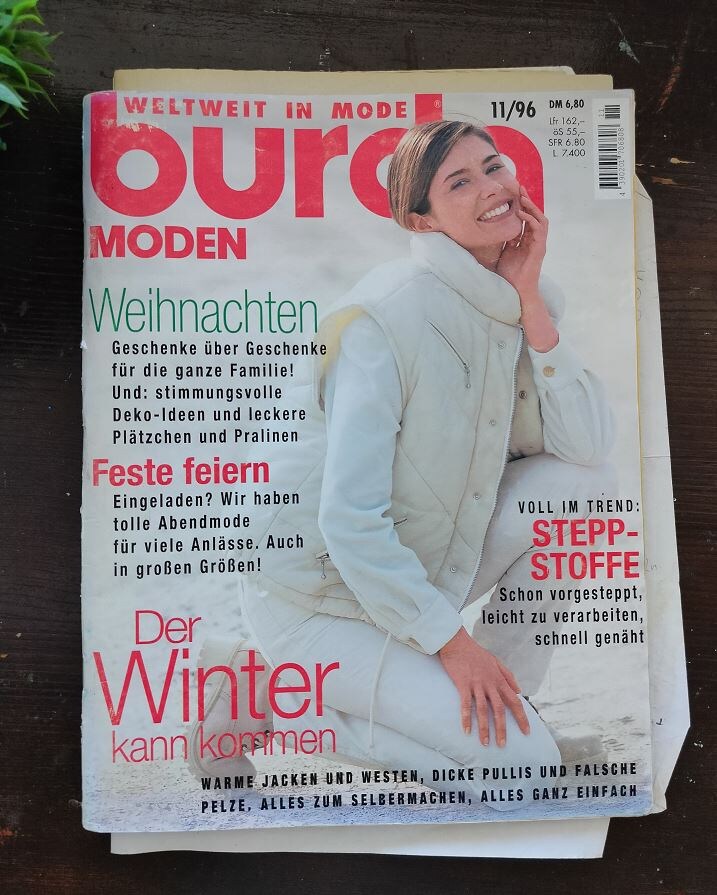 WELTWEIT IN MODE
burda
MODEN
11/96
DM 6,80
Lfr 162,–
öS 55,–
SFR 6.80
L. 7.400
Weihnachten
Geschenke über Geschenke
für die ganze Familie!
Und: stimmungsvolle
Deko-Ideen und leckere
Plätzchen und Pralinen
Feste feiern
Eingeladen? Wir haben
tolle Abendmode
für viele Anlässe. Auch
in großen Größen!
VOLL IM TREND:
STEPP-
STOFFE
Schon vorgesteppt,
leicht zu verarbeiten,
schnell genäht
Der
Winter
kann kommen
WARME JACKEN UND WESTEN, DICKE PULLIS UND FALSCHE
PELZE, ALLES ZUM SELBERMACHEN, ALLES GANZ EINFACH